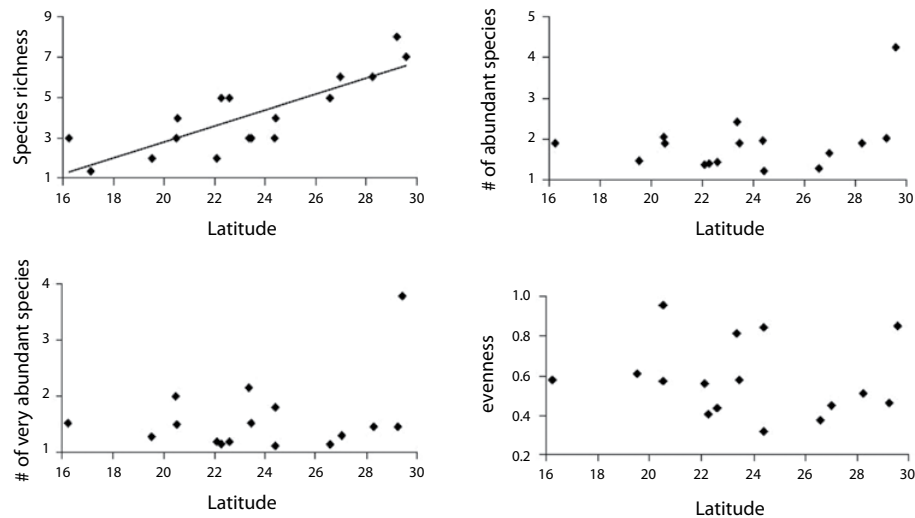 Species richness
9
7
5
3
1
16 18 20 22 24 26 28 30
Latitude
# of abundant species
5
4
3
2
1
16 18 20 22 24 26 28 30
Latitude
# of very abundant species
4
3
2
1
16 18 20 22 24 26 28 30
Latitude
evenness
1.0
0.8
0.6
0.4
0.2
16 18 20 22 24 26 28 30
Latitude